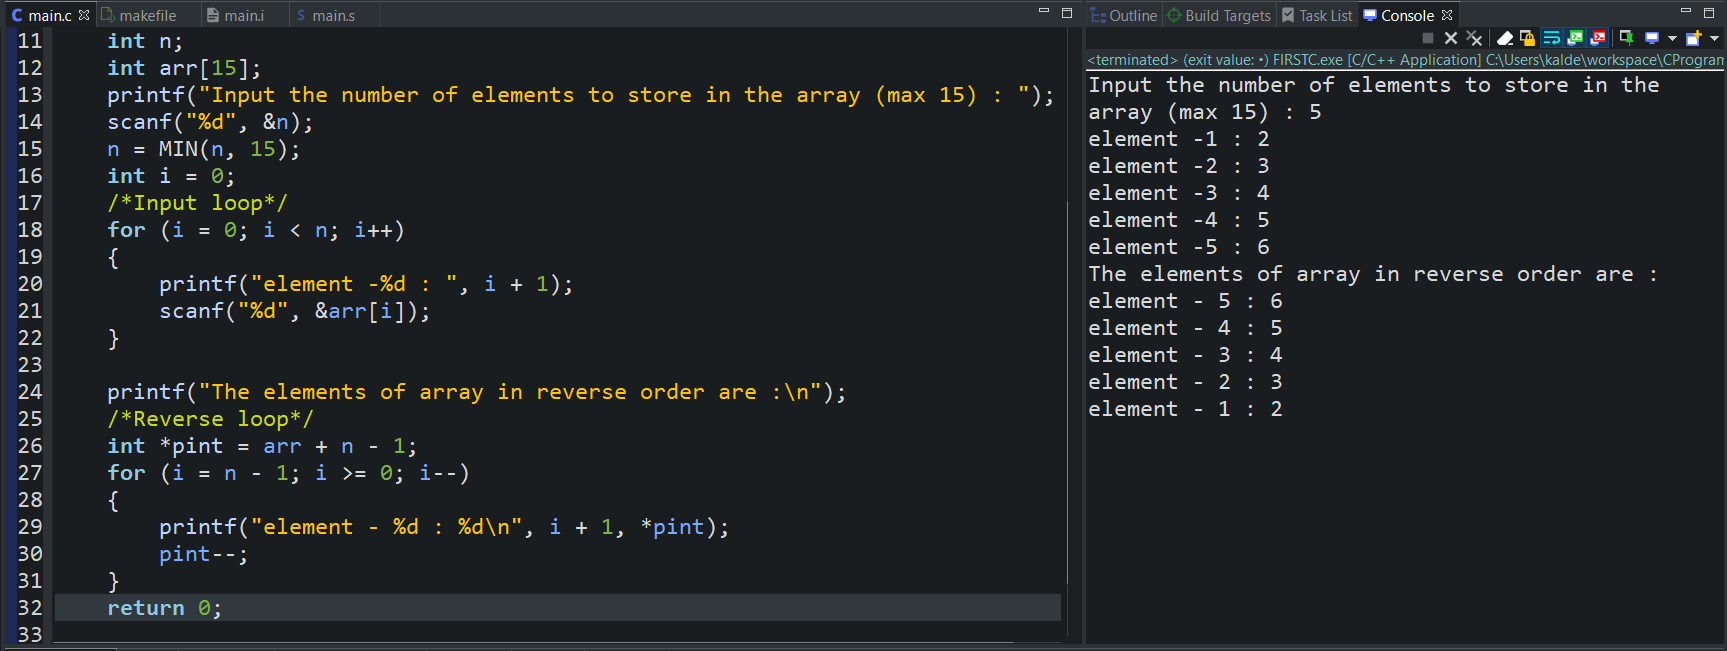 main.c makefile main.i main.s
11 int n;
12 int arr[15];
13 printf("Input the number of elements to store in the array (max 15) : ");
14 scanf("%d", &n);
15 n = MIN(n, 15);
16 int i = 0;
17 /*Input loop*/
18 for (i = 0; i < n; i++)
19 {
20 printf("element -%d : ", i + 1);
21 scanf("%d", &arr[i]);
22 }
23
24 printf("The elements of array in reverse order are :\n");
25 /*Reverse loop*/
26 int *pint = arr + n - 1;
27 for (i = n - 1; i >= 0; i--)
28 {
29 printf("element - %d : %d\n", i + 1, *pint);
30 pint--;
31 }
32 return 0;
33
Outline Build Targets Task List Console
<terminated> (exit value: •) FIRSTC.exe [C/C++ Application] C:\Users\kalde\workspace\CProgram
Input the number of elements to store in the
array (max 15) : 5
element -1 : 2
element -2 : 3
element -3 : 4
element -4 : 5
element -5 : 6
The elements of array in reverse order are :
element - 5 : 6
element - 4 : 5
element - 3 : 4
element - 2 : 3
element - 1 : 2